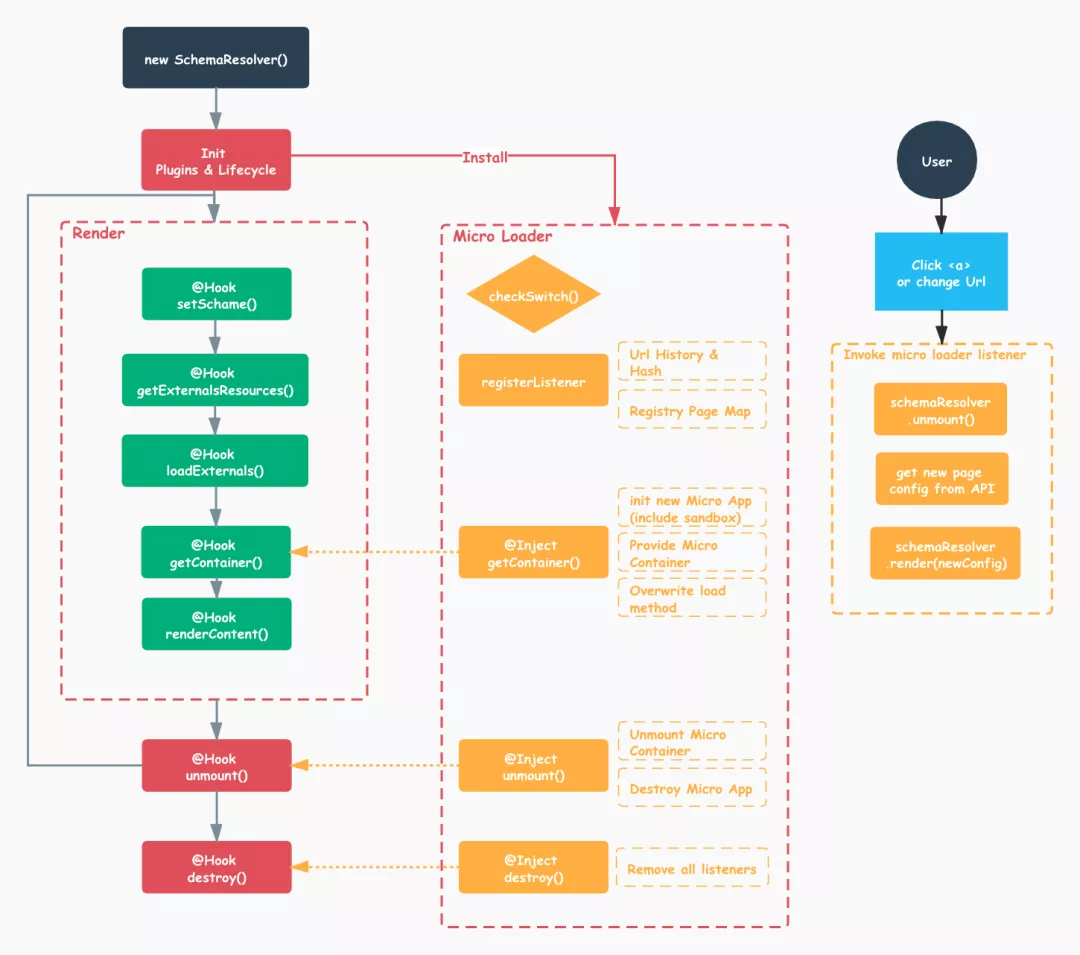 new SchemaResolver()
Init
Plugins & Lifecycle
Install
Render
@Hook
setSchame()
@Hook
getExternalsResources()
@Hook
loadExternals()
@Hook
getContainer()
@Hook
renderContent()
@Hook
unmount()
@Hook
destroy()
Micro Loader
checkSwitch()
registerListener
Url History &
Hash
Registry Page Map
@Inject
getContainer()
init new Micro App
(include sandbox)
Provide Micro
Container
Overwrite load
method
@Inject
unmount()
Unmount Micro
Container
Destroy Micro App
@Inject
destroy()
Remove all listeners
User
Click <a>
or change Url
Invoke micro loader listener
schemaResolver
.unmount()
get new page
config from API
schemaResolver
.render(newConfig)